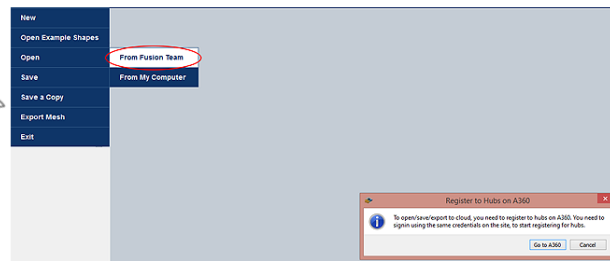 New
Open Example Shapes
Open
From Fusion Team
Save
From My Computer
Save a Copy
Export Mesh
Exit
Register to Hubs on A360
To open/save/export to cloud, you need to register to hubs on A360. You need to
signin using the same credentials on the site, to start registering for hubs.
Go to A360
Cancel